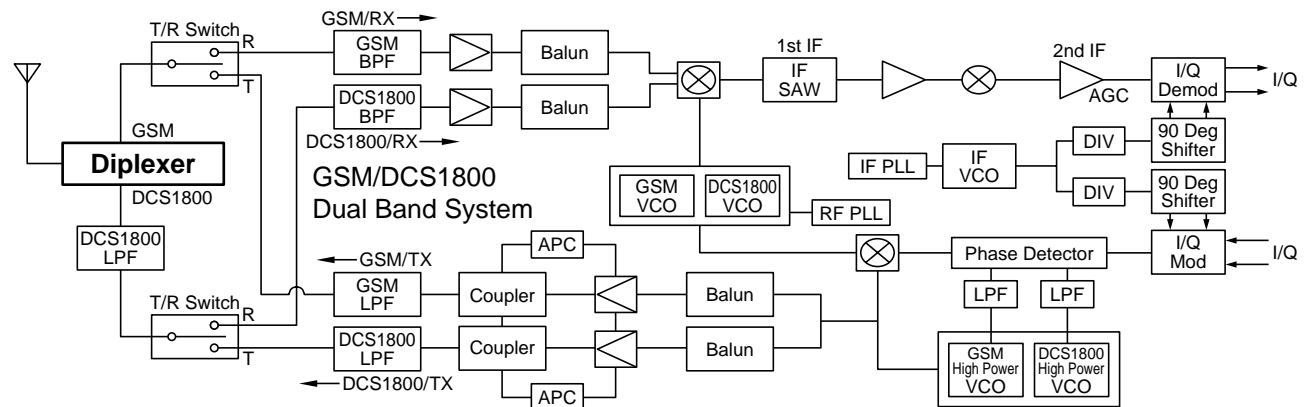 T/R Switch
R
T
GSM/RX
GSM
BPF
Balun
1st IF
IF
SAW
2nd IF
AGC
I/Q
Demod
I/Q
GSM
Diplexer
DCS1800
DCS1800
BPF
Balun
DCS1800/RX
GSM/DCS1800
Dual Band System
DIV
90 Deg
Shifter
IF PLL
IF
VCO
DIV
90 Deg
Shifter
GSM
VCO
DCS1800
VCO
RF PLL
DCS1800
LPF
APC
Phase Detector
I/Q
Mod
I/Q
GSM/TX
GSM
LPF
Coupler
Balun
LPF
LPF
T/R Switch
R
T
DCS1800
LPF
Coupler
Balun
GSM
High Power
VCO
DCS1800
High Power
VCO
DCS1800/TX
APC